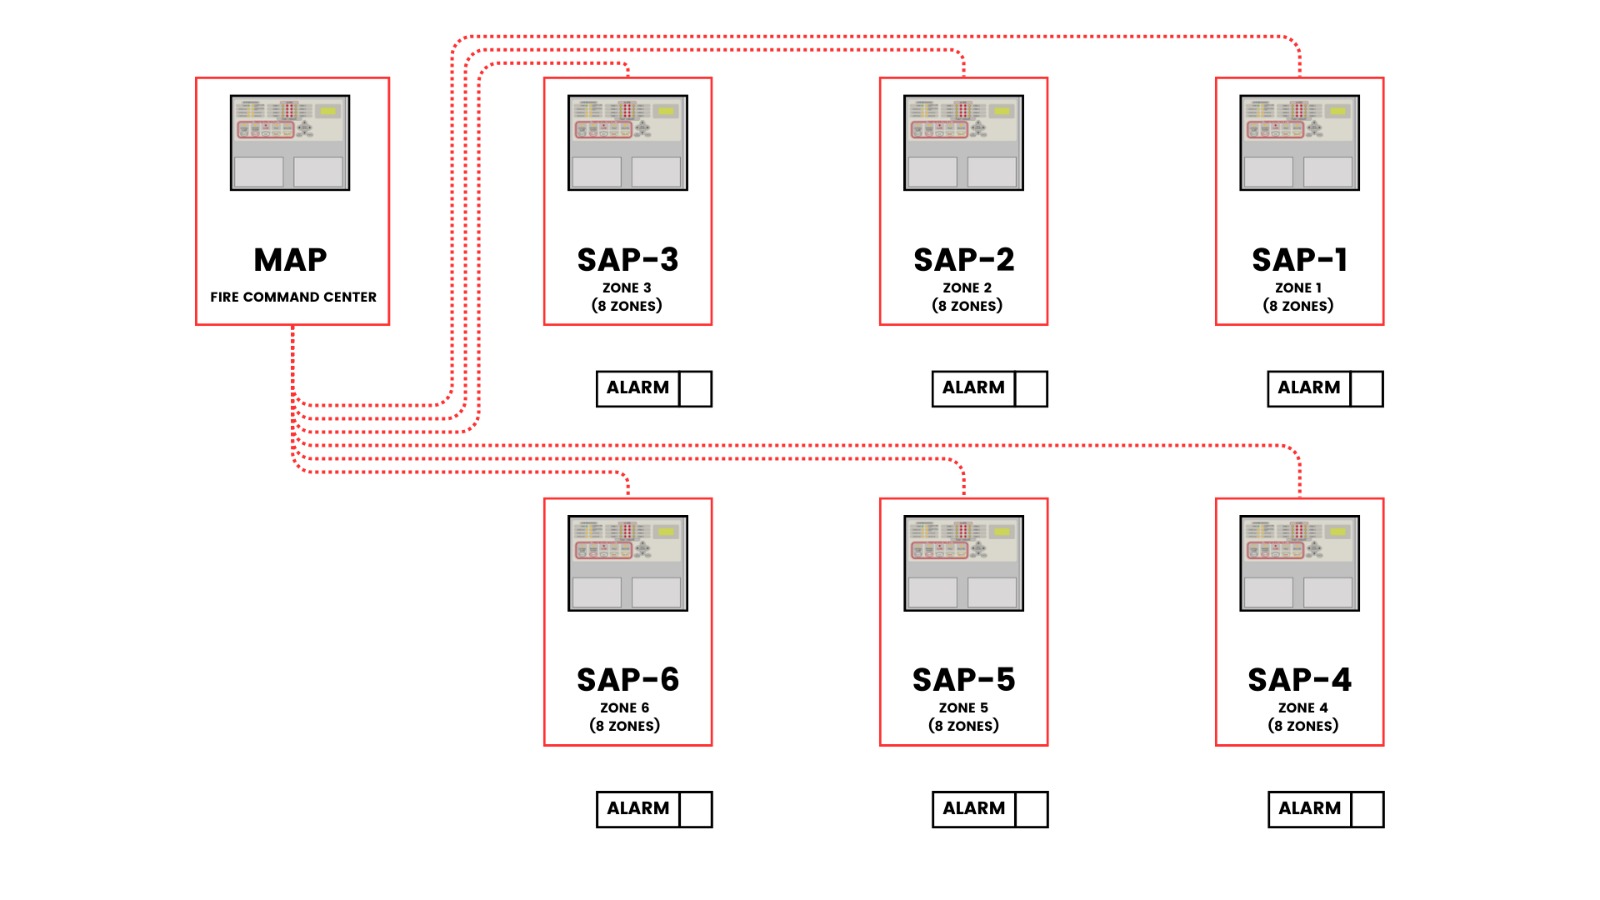 MAP
FIRE COMMAND CENTER
SAP-3
ZONE 3
(8 ZONES)
ALARM
SAP-2
ZONE 2
(8 ZONES)
ALARM
SAP-1
ZONE 1
(8 ZONES)
ALARM
SAP-6
ZONE 6
(8 ZONES)
ALARM
SAP-5
ZONE 5
(8 ZONES)
ALARM
SAP-4
ZONE 4
(8 ZONES)
ALARM